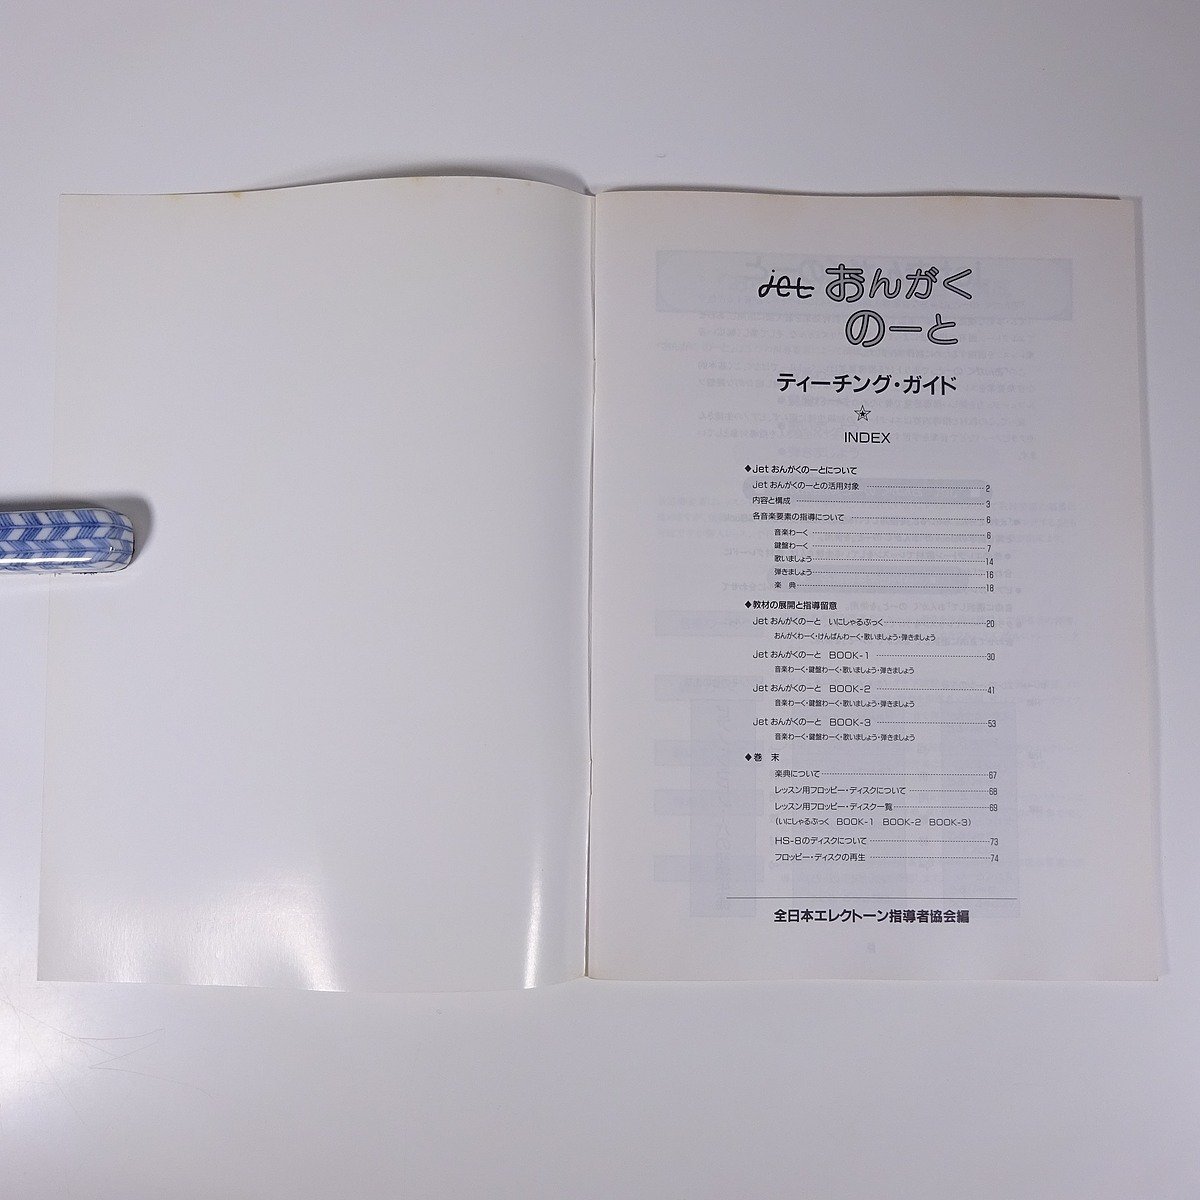 jet おんがく
のーと
ティーチング・ガイド
INDEX
◆Jet おんがくのーとについて
Jet おんがくのーとの活用対象 2
内容と構成 3
各音楽要素の指導について 6
音楽わーく 6
鍵盤わーく 7
歌いましょう 14
弾きましょう 16
楽 典 18
◆教材の展開と指導留意
Jet おんがくのーと いにしゃるぶっく 20
おんがくわーく・けんばんわーく・歌いましょう・弾きましょう
Jet おんがくのーと BOOK-1 30
音楽わーく・鍵盤わーく・歌いましょう・弾きましょう
Jet おんがくのーと BOOK-2 41
音楽わーく・鍵盤わーく・歌いましょう・弾きましょう
Jet おんがくのーと BOOK-3 53
音楽わーく・鍵盤わーく・歌いましょう・弾きましょう
◆巻 末
楽典について 67
レッスン用フロッピー・ディスクについて 68
レッスン用フロッピー・ディスク一覧 69
(いにしゃるぶっく BOOK-1 BOOK-2 BOOK-3)
HS-8のディスクについて 73
フロッピー・ディスクの再生 74
全日本エレクトーン指導者協会編